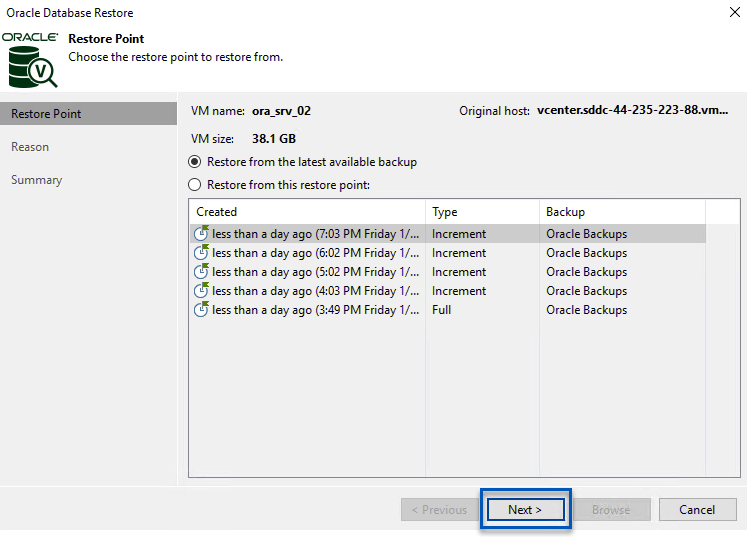 Oracle Database Restore
ORACLE
Restore Point
Choose the restore point to restore from.
Restore Point
Reason
Summary
VM name: ora_srv_02 Original host: vcenter.sddc-44-235-223-88.vm...
VM size: 38.1 GB
Restore from the latest available backup
Restore from this restore point:
Created Type Backup
less than a day ago (7:03 PM Friday 1/... Increment Oracle Backups
less than a day ago (6:02 PM Friday 1/... Increment Oracle Backups
less than a day ago (5:02 PM Friday 1/... Increment Oracle Backups
less than a day ago (4:03 PM Friday 1/... Increment Oracle Backups
less than a day ago (3:49 PM Friday 1/... Full Oracle Backups
< Previous Next > Browse Cancel